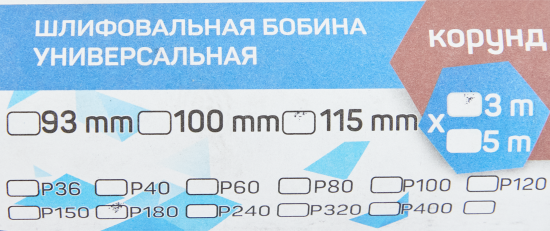 ШЛИФОВАЛЬНАЯ БОБИНА
УНИВЕРСАЛЬНАЯ
корунд
93 mm 100 mm 115 mm x 3 m
5 m
P36 P40 P60 P80 P100 P120
P150 P180 P240 P320 P400